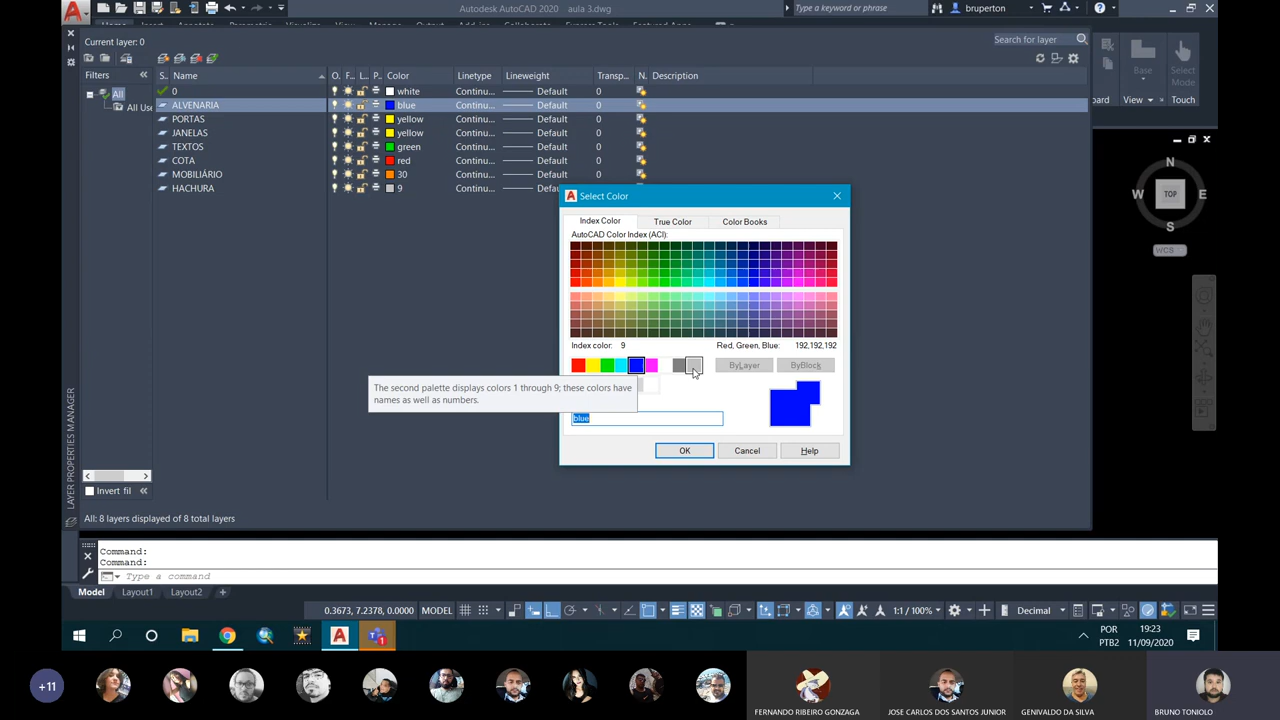 Autodesk AutoCAD 2020 aula 3.dwg
Type a keyword or phrase
bruperton
Current layer: 0
Search for layer
Filters
S.. Name
O. F.. L.. P.. Color Linetype Lineweight Transp... N. Description
All
All Use
0 white Continu... Default 0
ALVENARIA blue Continu... Default 0
PORTAS yellow Continu... Default 0
JANELAS yellow Continu... Default 0
TEXTOS green Continu... Default 0
COTA red Continu... Default 0
MOBILIÁRIO 30 Continu... Default 0
HACHURA 9 Continu... Default 0
Base
Select
Mode
oard View Touch
N
W TOP E
S
WCS
Select Color
Index Color True Color Color Books
AutoCAD Color Index (ACI):
Index color: 9 Red, Green, Blue: 192,192,192
ByLayer ByBlock
The second palette displays colors 1 through 9; these colors have
names as well as numbers.
blue
OK Cancel Help
LAYER PROPERTIES MANAGER
Invert fil
All: 8 layers displayed of 8 total layers
Command:
Command:
Type a command
Model Layout1 Layout2 +
0.3673, 7.2378, 0.0000 MODEL 1:1 / 100% Decimal
POR
PTB2
19:23
11/09/2020
+11
FERNANDO RIBEIRO GONZAGA
JOSE CARLOS DOS SANTOS JUNIOR
GENIVALDO DA SILVA
BRUNO TONIOLO